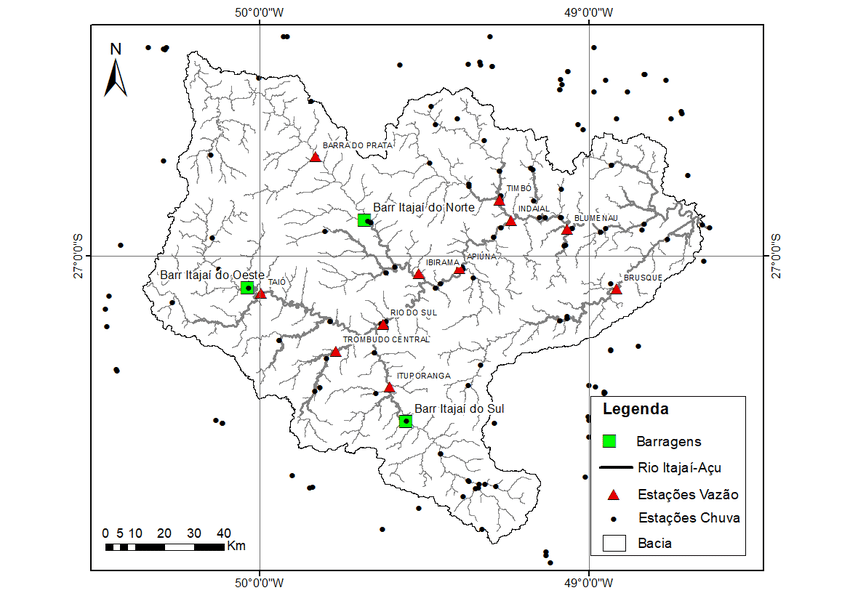 50°0'0"W
49°0'0"W
N
BARRA DO PRATA
TIMBÓ
Barr Itajaí do Norte
INDAIAL
BLUMENAU
27°0'0"S
27°0'0"S
APIÚNA
IBIRAMA
Barr Itajaí do Oeste
TAIÓ
BRUSQUE
RIO DO SUL
TROMBUDO CENTRAL
ITUPORANGA
Barr Itajaí do Sul
Legenda
Barragens
Rio Itajaí-Açu
Estações Vazão
Estações Chuva
Bacia
0 5 10 20 30 40
Km
50°0'0"W
49°0'0"W